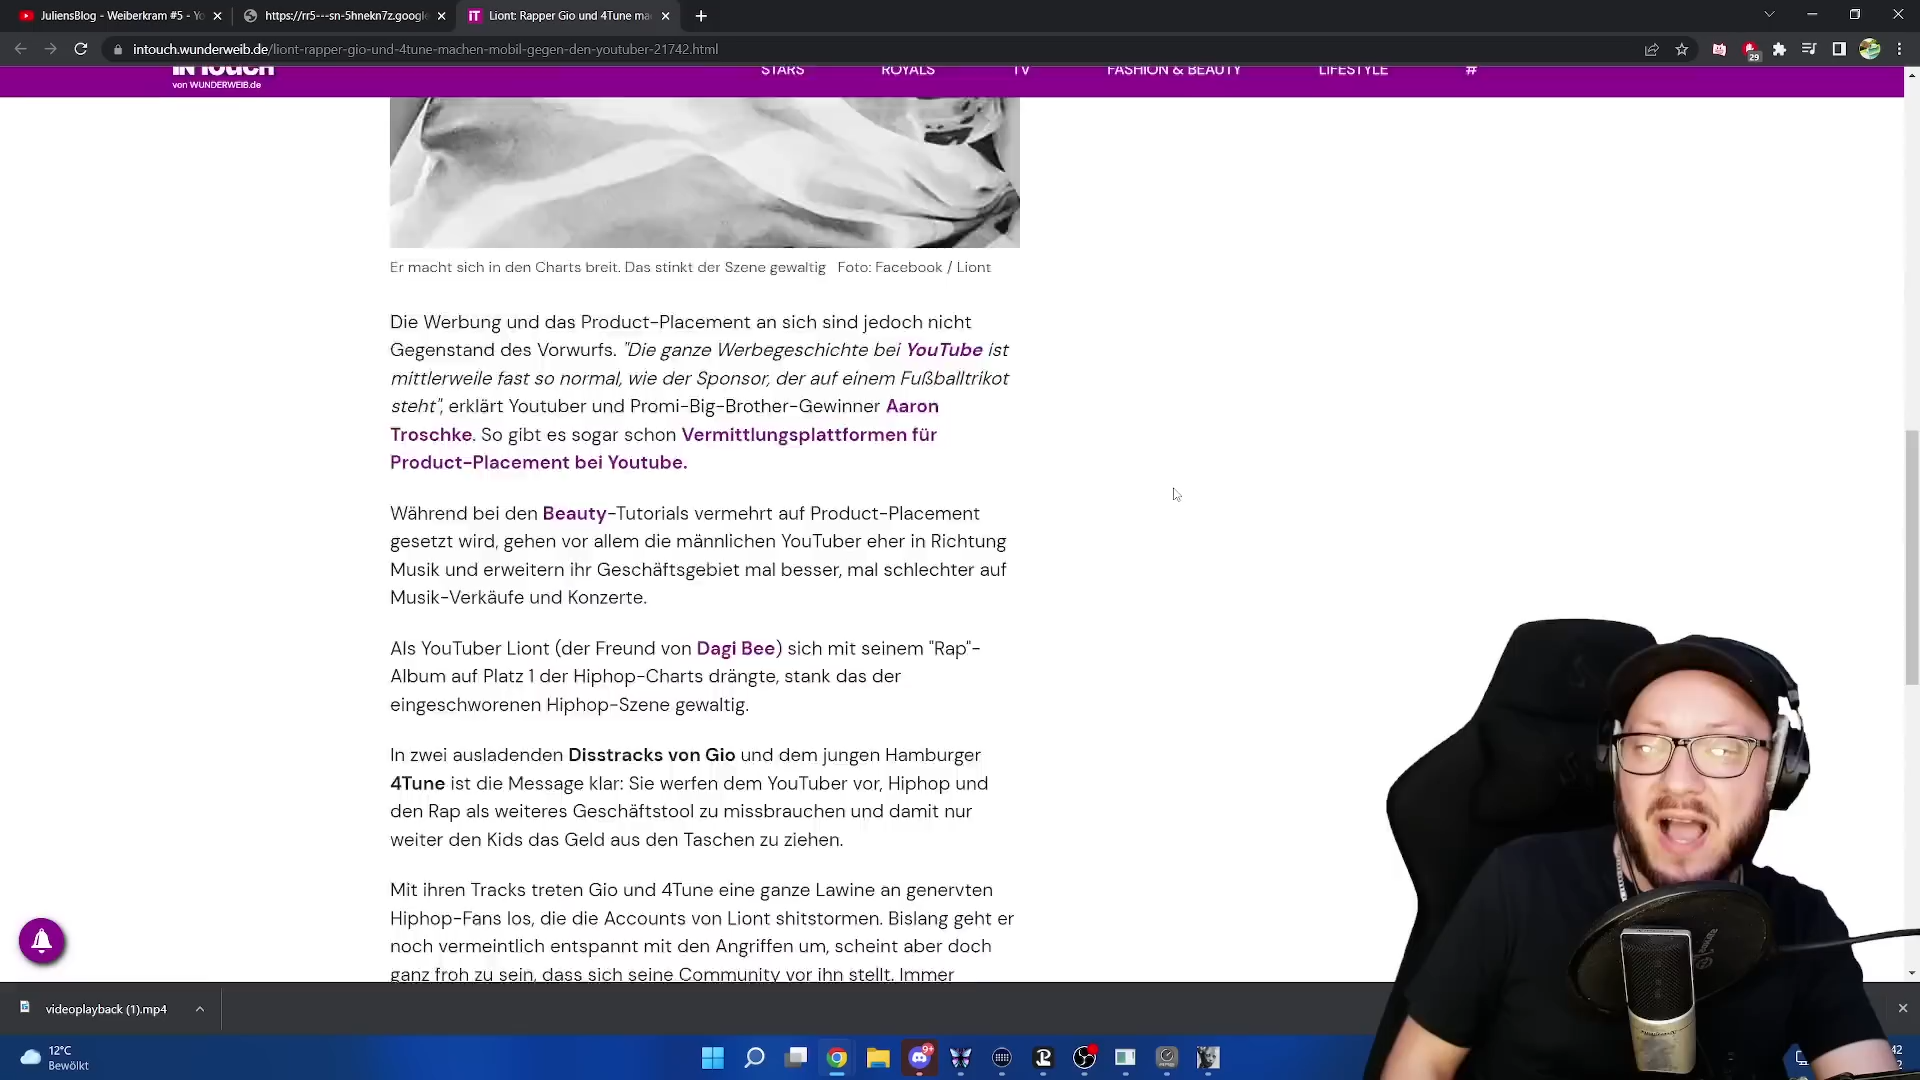 JuliensBlog - Weiberkram #5 - Yo
https://rr5---sn-5hnekn7z.google
Liont: Rapper Gio und 4Tune ma
intouch.wunderweib.de/liont-rapper-gio-und-4tune-machen-mobil-gegen-den-youtuber-21742.html
29
InTouch
von WUNDERWEIB.de
STARS
ROYALS
TV
FASHION & BEAUTY
LIFESTYLE
#
Er macht sich in den Charts breit. Das stinkt der Szene gewaltig Foto: Facebook / Liont
Die Werbung und das Product-Placement an sich sind jedoch nicht
Gegenstand des Vorwurfs. "Die ganze Werbegeschichte bei YouTube ist
mittlerweile fast so normal, wie der Sponsor, der auf einem Fußballtrikot
steht", erklärt Youtuber und Promi-Big-Brother-Gewinner Aaron
Troschke. So gibt es sogar schon Vermittlungsplattformen für
Product-Placement bei Youtube.
Während bei den Beauty-Tutorials vermehrt auf Product-Placement
gesetzt wird, gehen vor allem die männlichen YouTuber eher in Richtung
Musik und erweitern ihr Geschäftsgebiet mal besser, mal schlechter auf
Musik-Verkäufe und Konzerte.
Als YouTuber Liont (der Freund von Dagi Bee) sich mit seinem "Rap"-
Album auf Platz 1 der Hiphop-Charts drängte, stank das der
eingeschworenen Hiphop-Szene gewaltig.
In zwei ausladenden Disstracks von Gio und dem jungen Hamburger
4Tune ist die Message klar: Sie werfen dem YouTuber vor, Hiphop und
den Rap als weiteres Geschäftstool zu missbrauchen und damit nur
weiter den Kids das Geld aus den Taschen zu ziehen.
Mit ihren Tracks treten Gio und 4Tune eine ganze Lawine an genervten
Hiphop-Fans los, die die Accounts von Liont shitstormen. Bislang geht er
noch vermeintlich entspannt mit den Angriffen um, scheint aber doch
ganz froh zu sein, dass sich seine Community vor ihn stellt. Immer
videoplayback (1).mp4
12°C
Bewölkt
9+